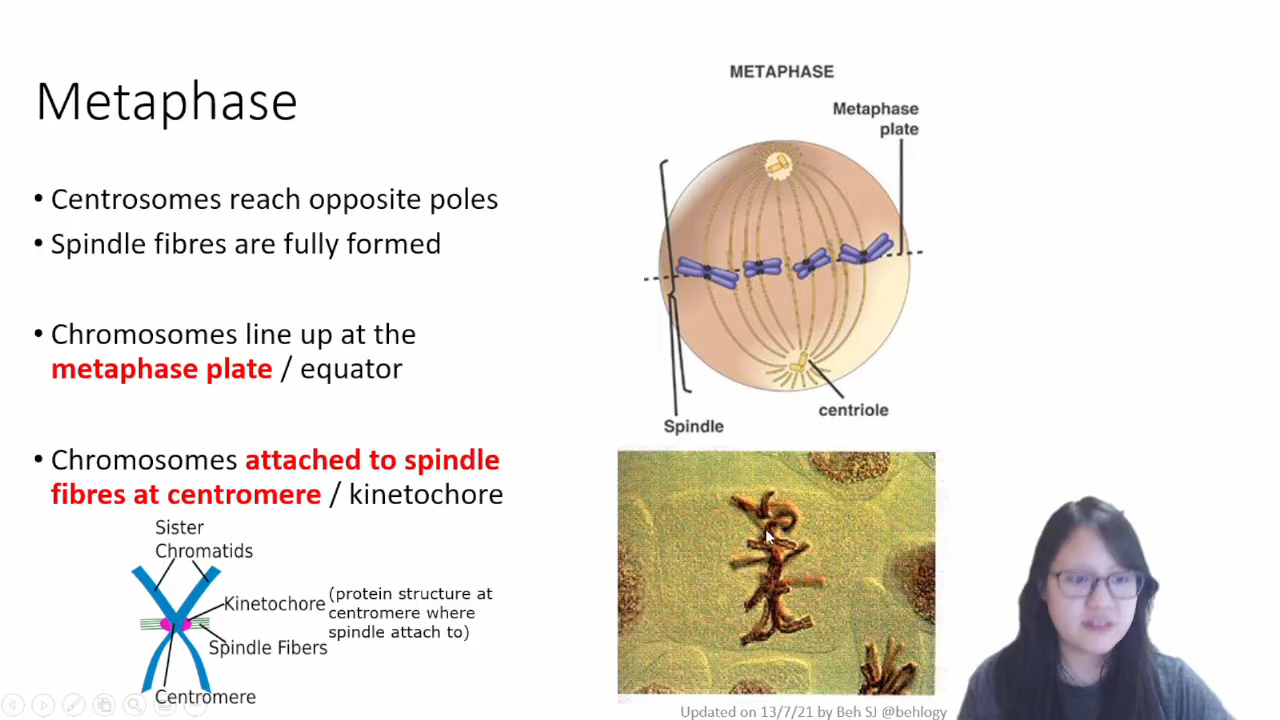 Metaphase
• Centrosomes reach opposite poles
• Spindle fibres are fully formed
• Chromosomes line up at the
metaphase plate / equator
• Chromosomes attached to spindle
fibres at centromere / kinetochore
Sister
Chromatids
Kinetochore
(protein structure at
centromere where
spindle attach to)
Spindle Fibers
Centromere
METAPHASE
Metaphase
plate
centriole
Spindle
Updated on 13/7/21 by Beh SJ @behlogy